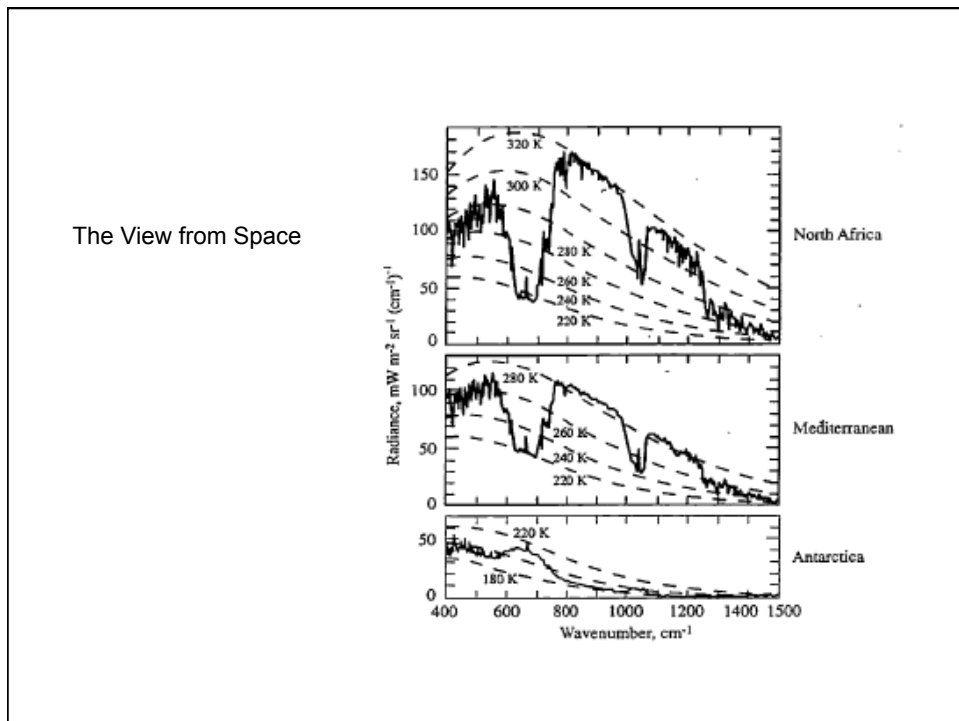 The View from Space
Radiance, mW m⁻² sr⁻¹ (cm⁻¹)⁻¹
150
100
50
0
320 K
300 K
280 K
260 K
240 K
220 K
North Africa
100
50
0
280 K
260 K
240 K
220 K
Mediterranean
50
0
220 K
180 K
Antarctica
400 600 800 1000 1200 1400 1500
Wavenumber, cm⁻¹